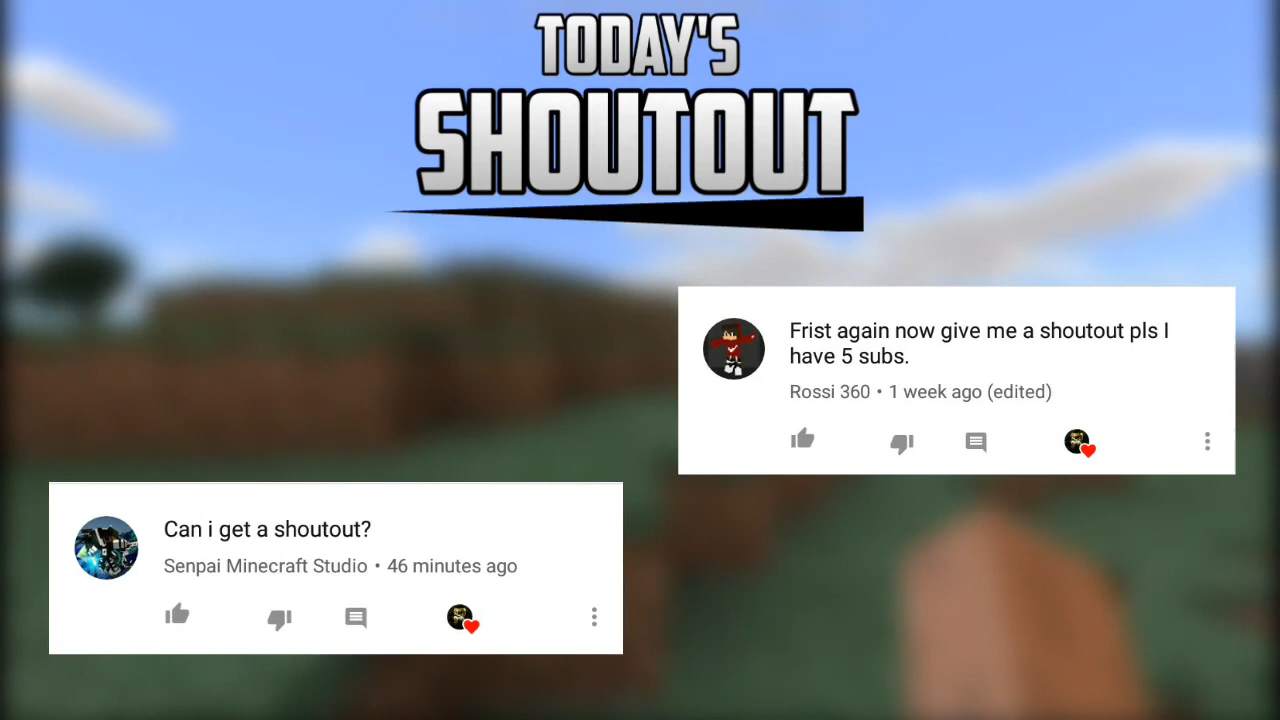 TODAY'S
SHOUTOUT
Frist again now give me a shoutout pls I
have 5 subs.
Rossi 360 • 1 week ago (edited)
Can i get a shoutout?
Senpai Minecraft Studio • 46 minutes ago